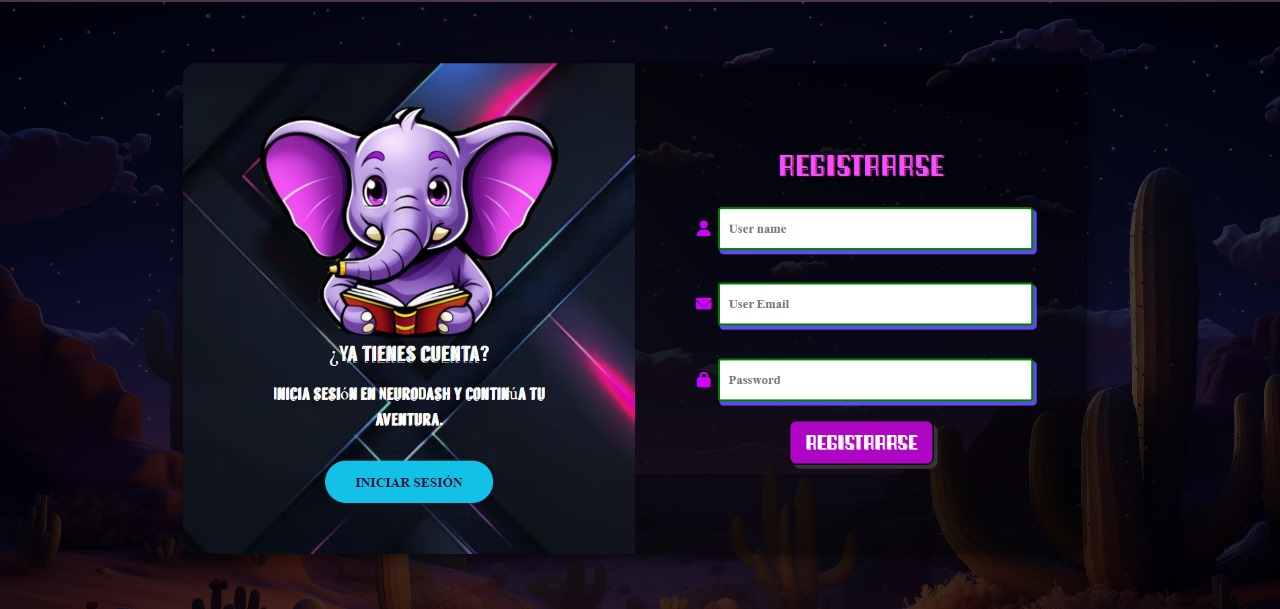 ¿YA TIENES CUENTA?
INICIA SESIÓN EN NEURODASH Y CONTINÚA TU
AVENTURA.
INICIAR SESIÓN
REGISTRARSE
User name
User Email
Password
REGISTRARSE